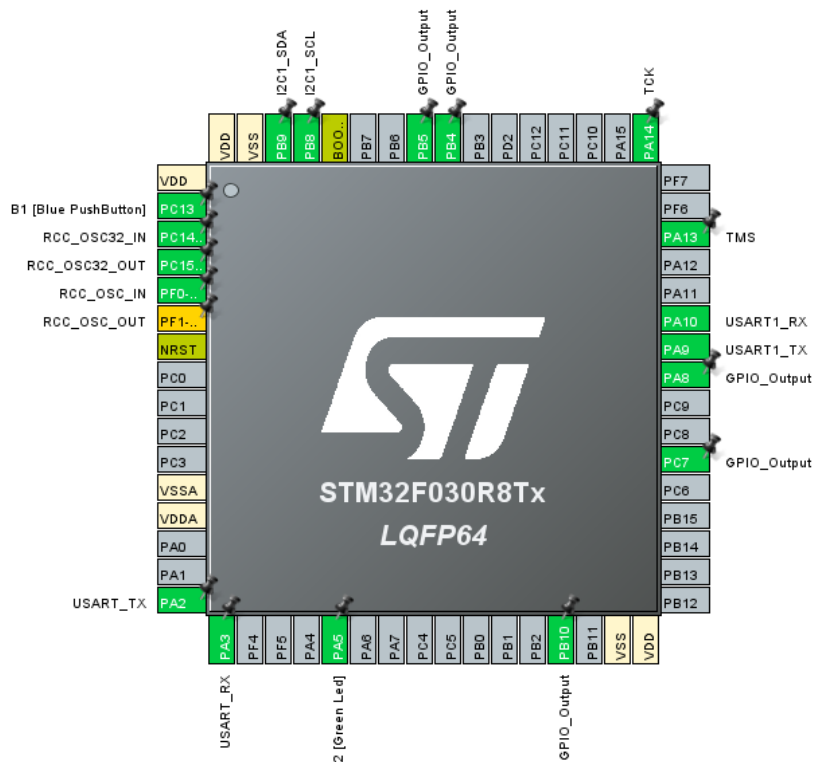 I2C1_SDA
I2C1_SCL
GPIO_Output
GPIO_Output
TCK
VDD
VSS
PB9
PB8
BOO..
PB7
PB6
PB5
PB4
PB3
PD2
PC12
PC11
PC10
PA15
PA14
VDD
B1 [Blue PushButton] PC13
RCC_OSC32_IN PC14..
RCC_OSC32_OUT PC15..
RCC_OSC_IN PF0-..
RCC_OSC_OUT PF1-..
NRST
PC0
PC1
PC2
PC3
VSSA
VDDA
PA0
PA1
USART_TX PA2
ST
STM32F030R8Tx
LQFP64
PF7
PF6
PA13 TMS
PA12
PA11
PA10 USART1_RX
PA9 USART1_TX
PA8 GPIO_Output
PC9
PC8
PC7 GPIO_Output
PC6
PB15
PB14
PB13
PB12
PA3
PF4
PF5
PA4
PA5
PA6
PA7
PC4
PC5
PB0
PB1
PB2
PB10
PB11
VSS
VDD
USART_RX
2 [Green Led]
GPIO_Output